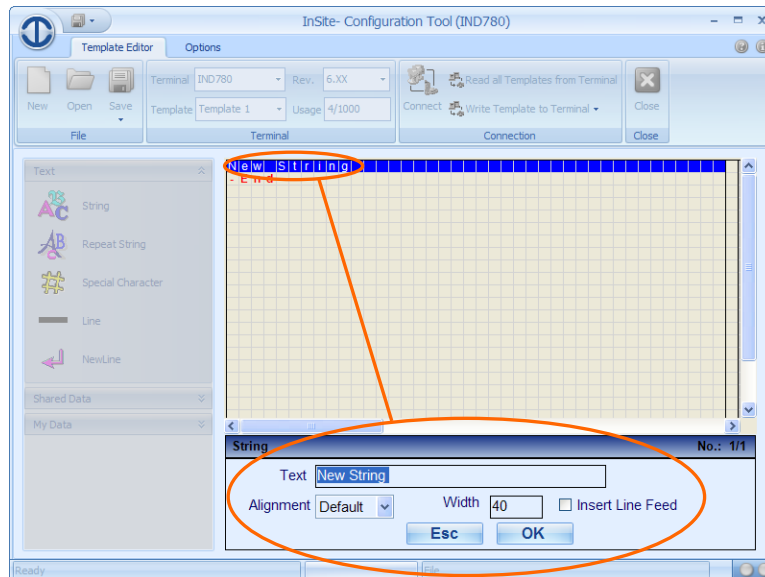 InSite- Configuration Tool (IND780)
Template Editor Options
Terminal IND780 Rev. 6.XX
Read all Templates from Terminal
New Open Save Template Template 1 Usage 4/1000 Connect Write Template to Terminal Close
File Terminal Connection Close
Text
New String
- End
String
Repeat String
Special Character
Line
NewLine
Shared Data
My Data
String No.: 1/1
Text New String
Alignment Default Width 40 Insert Line Feed
Esc OK
Ready File